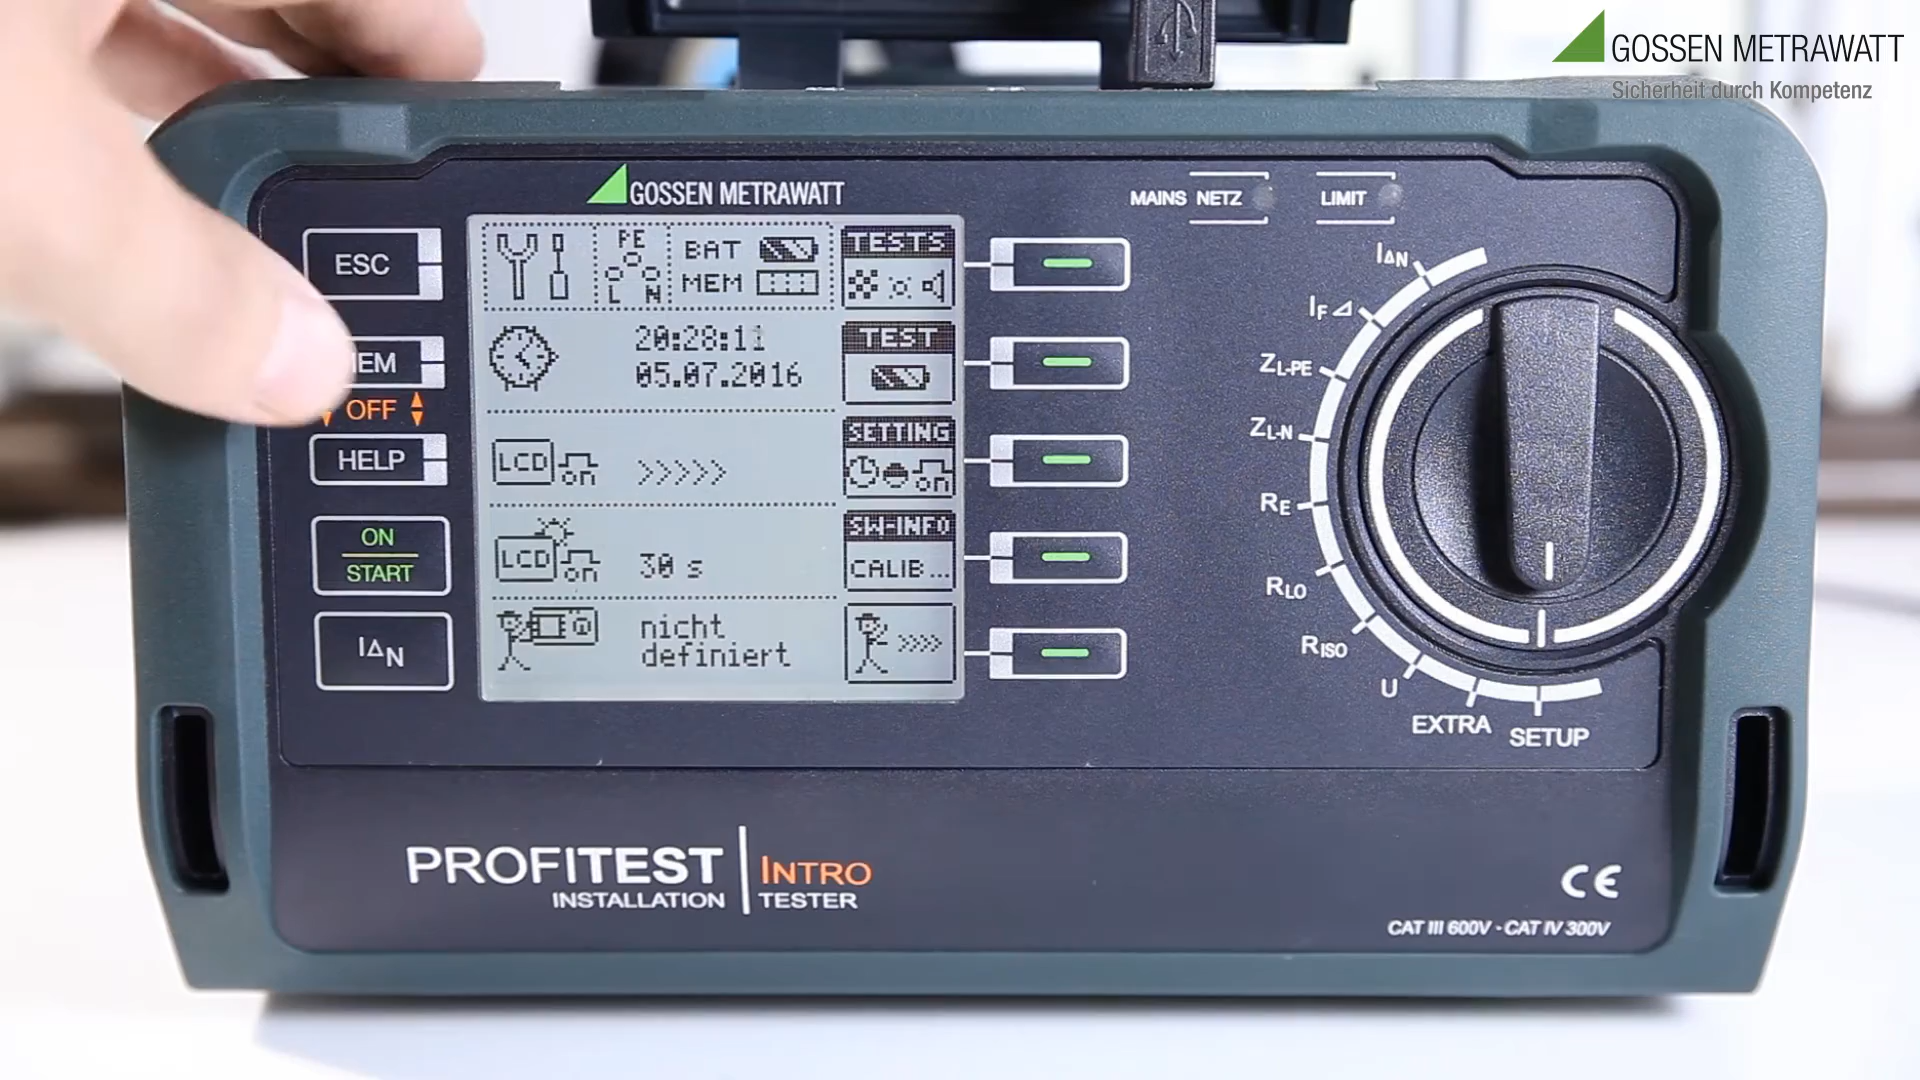 GOSSEN METRAWATT
Sicherheit durch Kompetenz
GOSSEN METRAWATT
MAINS NETZ
LIMIT
ESC
OFF
HELP
ON
START
IΔN
PE
L N
BAT
MEM
TESTS
20:28:11
05.07.2016
TEST
LCD on >>>>>
SETTING
on
LCD on 30 s
SW-INFO
CALIB...
nicht
definiert
>>>>
IΔN
IF
ZL-PE
ZL-N
RE
RLO
RISO
U
EXTRA
SETUP
PROFITEST INTRO
INSTALLATION TESTER
CE
CAT III 600V - CAT IV 300V